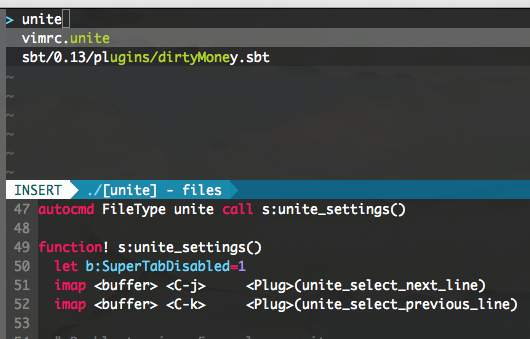 > unite
vimrc.unite
sbt/0.13/plugins/dirtyMoney.sbt
~
~
~
~
~
~
INSERT ./[unite] - files
47 autocmd FileType unite call s:unite_settings()
48
49 function! s:unite_settings()
50 let b:SuperTabDisabled=1
51 imap <buffer> <C-j> <Plug>(unite_select_next_line)
52 imap <buffer> <C-k> <Plug>(unite_select_previous_line)
53